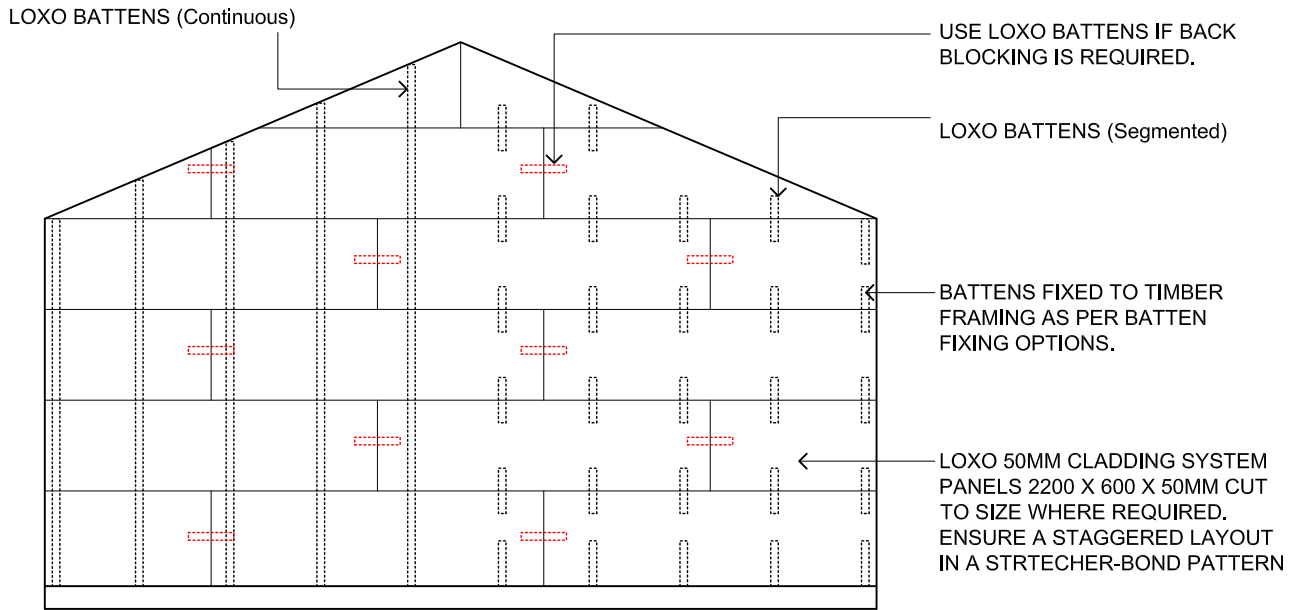 LOXO BATTENS (Continuous)
USE LOXO BATTENS IF BACK
BLOCKING IS REQUIRED.
LOXO BATTENS (Segmented)
BATTENS FIXED TO TIMBER
FRAMING AS PER BATTEN
FIXING OPTIONS.
LOXO 50MM CLADDING SYSTEM
PANELS 2200 X 600 X 50MM CUT
TO SIZE WHERE REQUIRED.
ENSURE A STAGGERED LAYOUT
IN A STRTECHER-BOND PATTERN